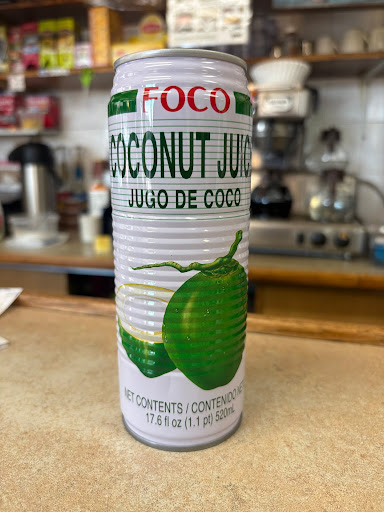 FOCO
COCONUT JUIC
JUGO DE COCO
NET CONTENTS / CONTENIDO NE
17.6 fl oz (1.1 pt) 520mL